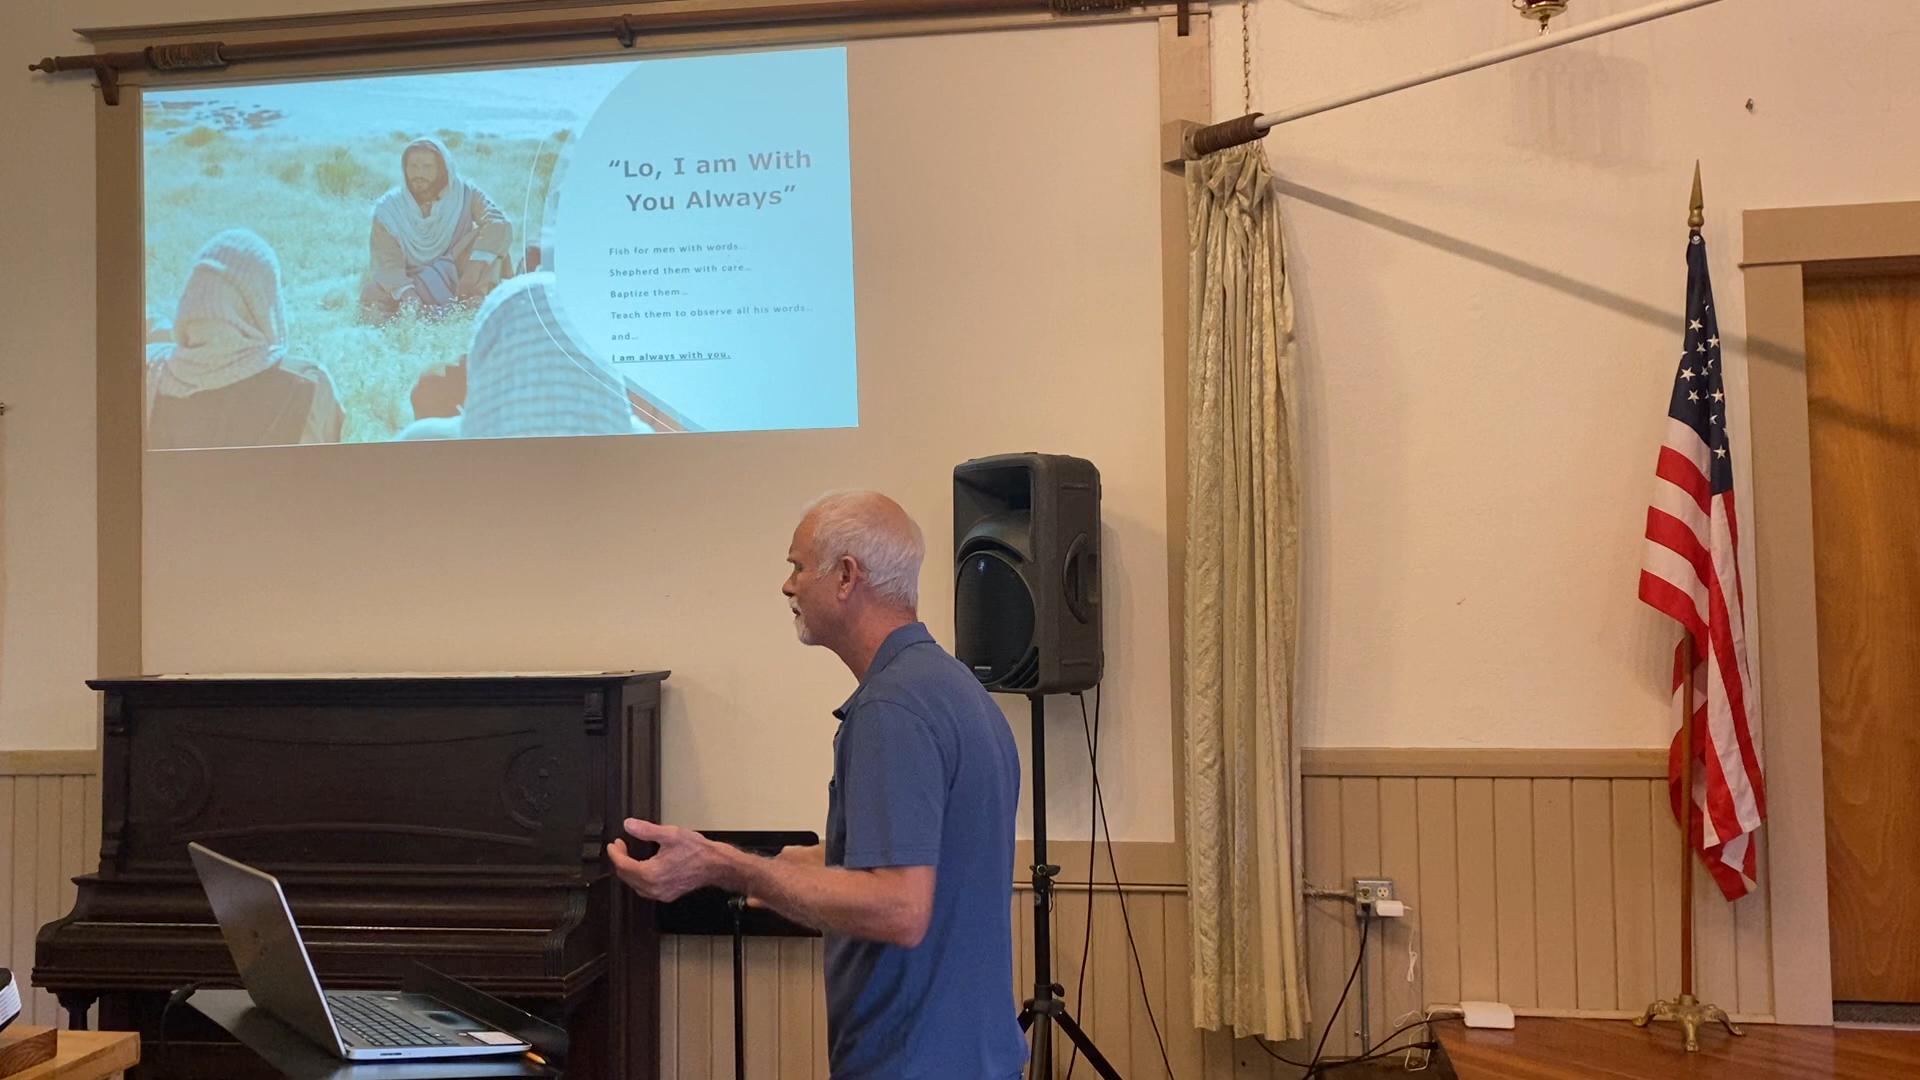 “Lo, I am With
You Always”
Fish for men with words…
Shepherd them with care…
Baptize them…
Teach them to observe all his words…
and…
I am always with you.